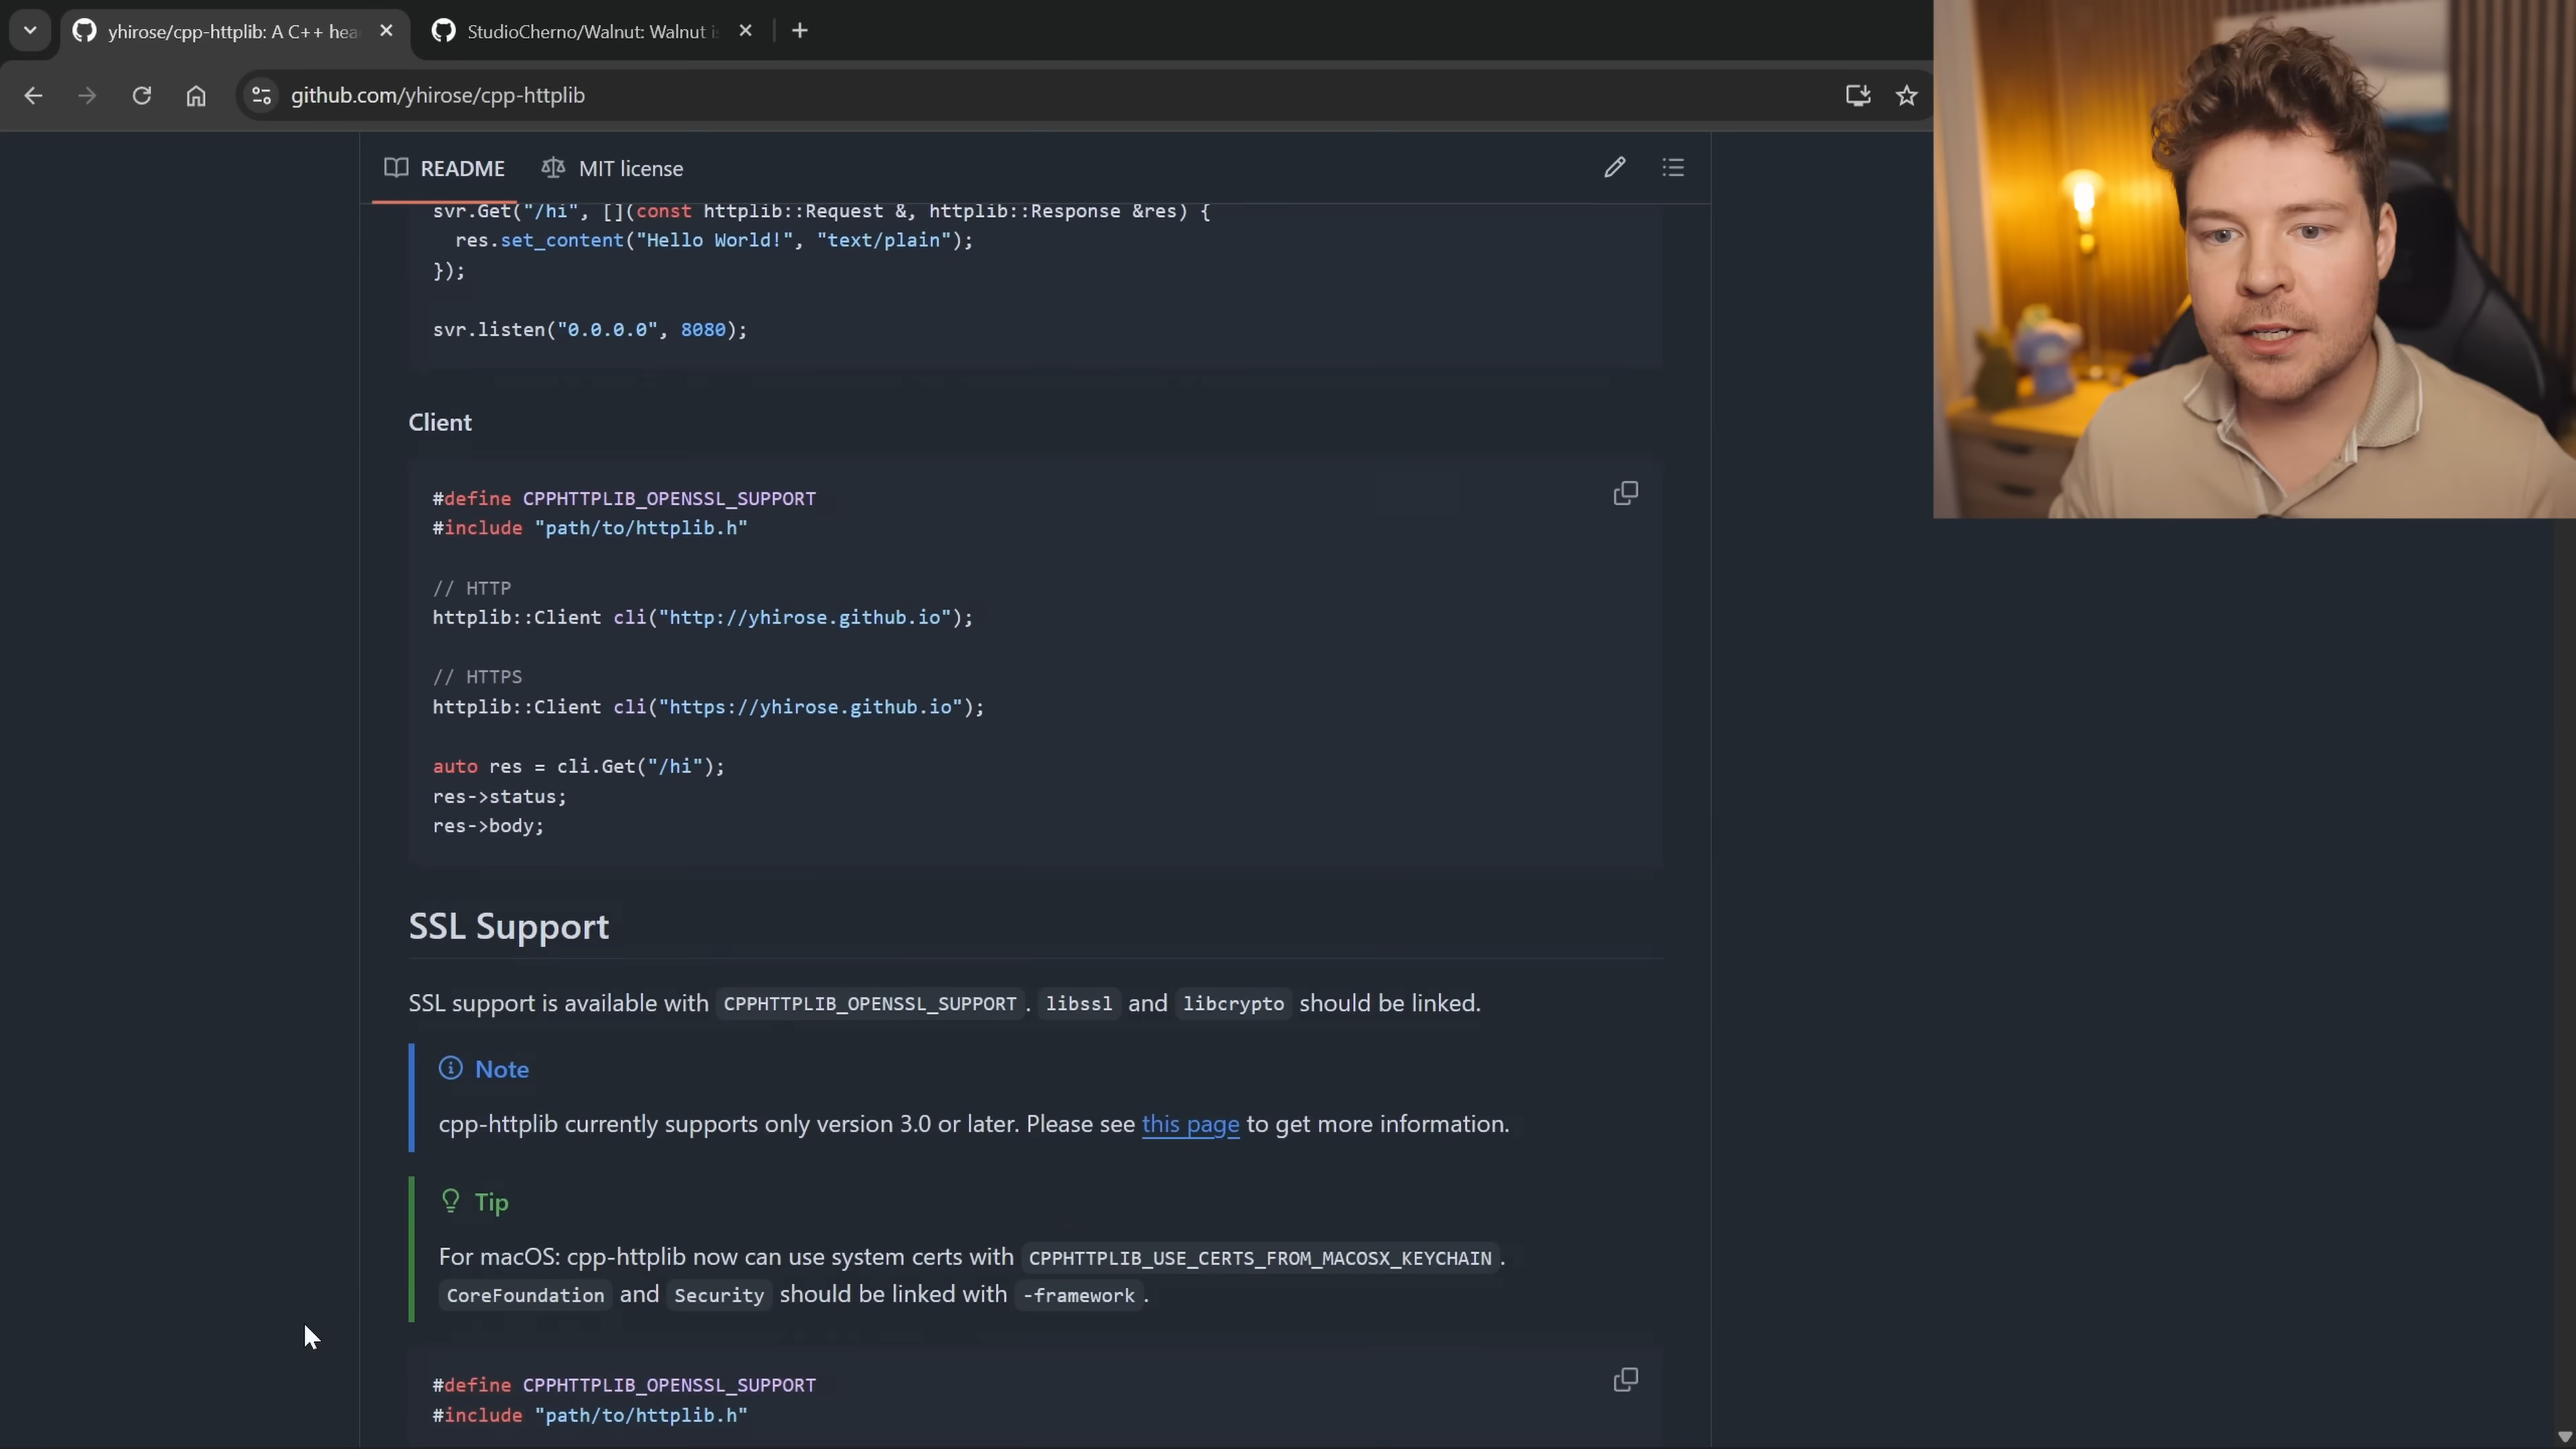 yhirose/cpp-httplib: A C++ hea
StudioCherno/Walnut: Walnut i
github.com/yhirose/cpp-httplib
README
MIT license
svr.Get("/hi", [](const httplib::Request &, httplib::Response &res) {
res.set_content("Hello World!", "text/plain");
});
svr.listen("0.0.0.0", 8080);
Client
#define CPPHTTPLIB_OPENSSL_SUPPORT
#include "path/to/httplib.h"
// HTTP
httplib::Client cli("http://yhirose.github.io");
// HTTPS
httplib::Client cli("https://yhirose.github.io");
auto res = cli.Get("/hi");
res->status;
res->body;
SSL Support
SSL support is available with CPPHTTPLIB_OPENSSL_SUPPORT. libssl and libcrypto should be linked.
Note
cpp-httplib currently supports only version 3.0 or later. Please see this page to get more information.
Tip
For macOS: cpp-httplib now can use system certs with CPPHTTPLIB_USE_CERTS_FROM_MACOSX_KEYCHAIN.
CoreFoundation and Security should be linked with -framework.
#define CPPHTTPLIB_OPENSSL_SUPPORT
#include "path/to/httplib.h"